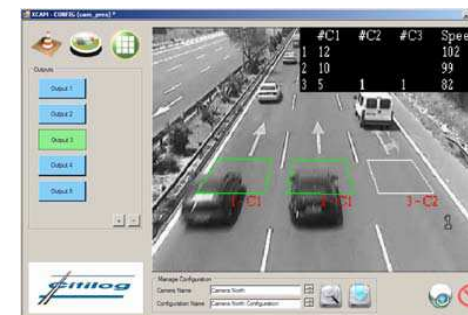 XCAM - CONFIG [cam_pres] *
Outputs
Output 1
Output 2
Output 3
Output 4
Output 5
#C1 #C2 #C3 Spee
1 12 102
2 10 99
3 5 1 1 82
1 - C1
2 - C1
3 - C2
Citilog
Manage Configuration
Camera Name Camera North
Configuration Name Camera North Configuration